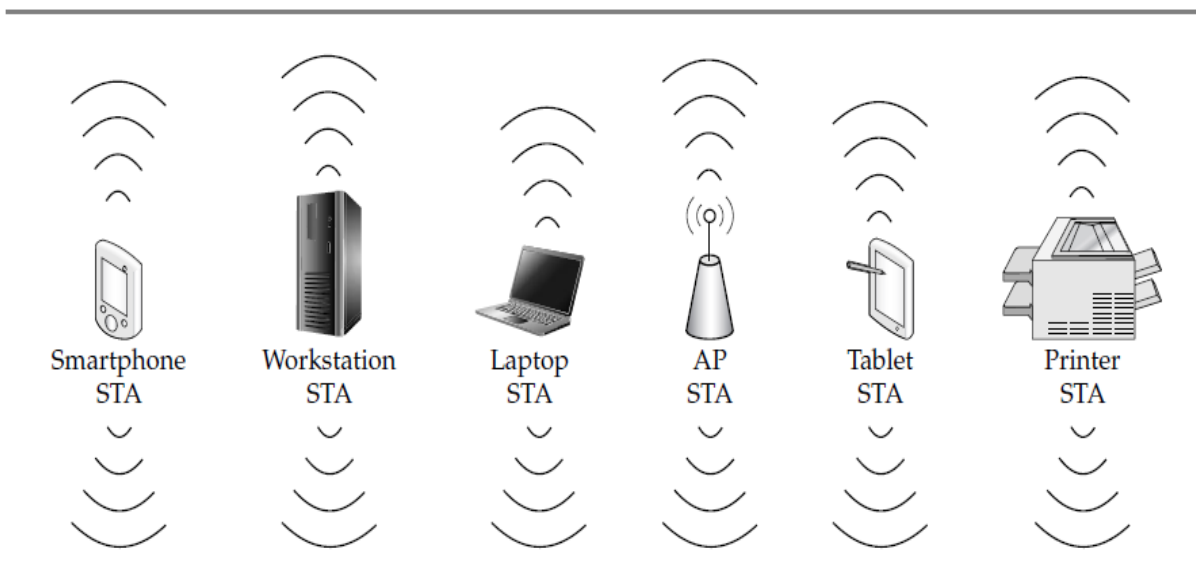 Smartphone
STA
Workstation
STA
Laptop
STA
AP
STA
Tablet
STA
Printer
STA